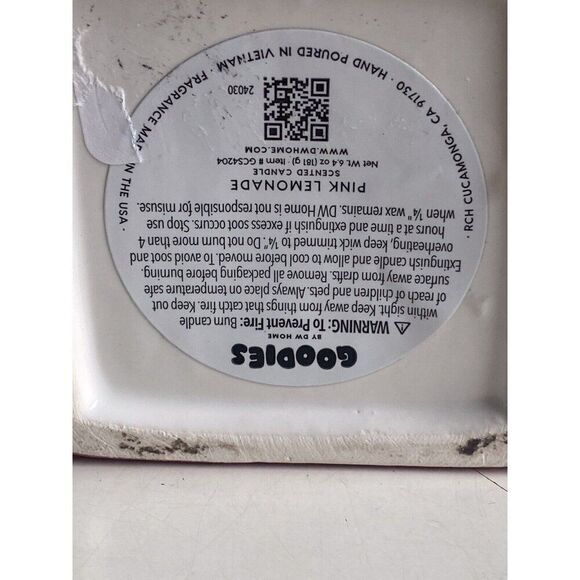 GOODIES
BY DW HOME
⚠ WARNING: To Prevent Fire: Burn candle
within sight. Keep away from things that catch fire. Keep out
of reach of children and pets. Always place on temperature safe
surface away from drafts. Remove all packaging before burning.
Extinguish candle and allow to cool before moved. To avoid soot and
overheating, keep wick trimmed to ¼". Do not burn more than 4
hours at a time and extinguish if excess soot occurs. Stop use
when ¼" wax remains. DW Home is not responsible for misuse.
PINK LEMONADE
SCENTED CANDLE
Net Wt. 6.4 oz (181 g) · Item # GCS4204
WWW.DWHOME.COM
24030
· RCH CUCAMONGA, CA 91730 · HAND POURED IN VIETNAM · FRAGRANCE MA
IN THE USA ·